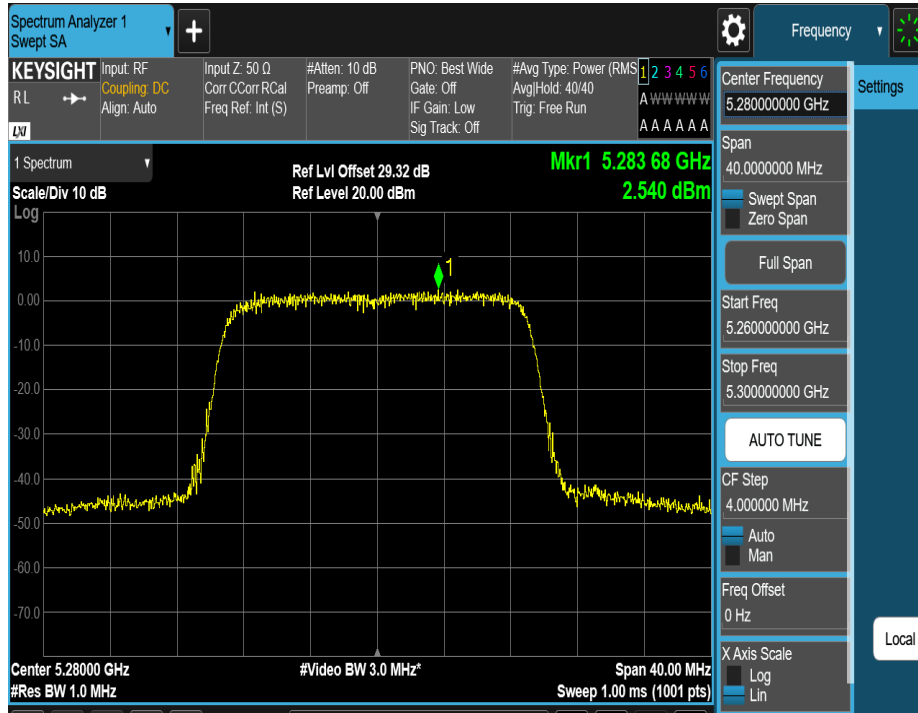 Spectrum Analyzer 1
Swept SA
+
Frequency
KEYSIGHT
R L
LXI
Input: RF
Coupling: DC
Align: Auto
Input Z: 50 Ω
Corr CCorr RCal
Freq Ref: Int (S)
#Atten: 10 dB
Preamp: Off
PNO: Best Wide
Gate: Off
IF Gain: Low
Sig Track: Off
#Avg Type: Power (RMS
Avg|Hold: 40/40
Trig: Free Run
1 2 3 4 5 6
A W W W W W
A A A A A A
1 Spectrum
Scale/Div 10 dB
Log
Ref Lvl Offset 29.32 dB
Ref Level 20.00 dBm
Mkr1 5.283 68 GHz
2.540 dBm
1
10.0
0.00
-10.0
-20.0
-30.0
-40.0
-50.0
-60.0
-70.0
Center 5.28000 GHz
#Res BW 1.0 MHz
#Video BW 3.0 MHz*
Span 40.00 MHz
Sweep 1.00 ms (1001 pts)
Center Frequency
5.280000000 GHz
Settings
Span
40.0000000 MHz
Swept Span
Zero Span
Full Span
Start Freq
5.260000000 GHz
Stop Freq
5.300000000 GHz
AUTO TUNE
CF Step
4.000000 MHz
Auto
Man
Freq Offset
0 Hz
X Axis Scale
Log
Lin
Local